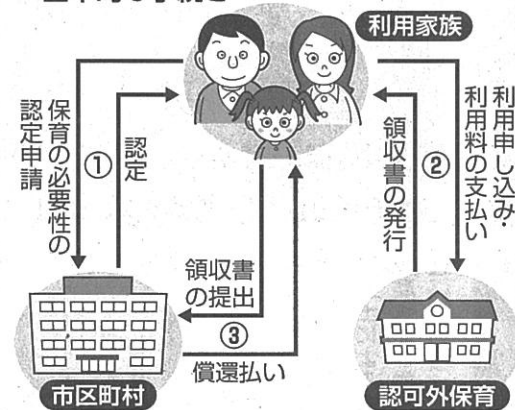 利用家族
保育の必要性の
認定申請
①
認定
領収書の発行
②
利用申し込み・
利用料の支払い
領収書
の提出
③
償還払い
市区町村
認可外保育